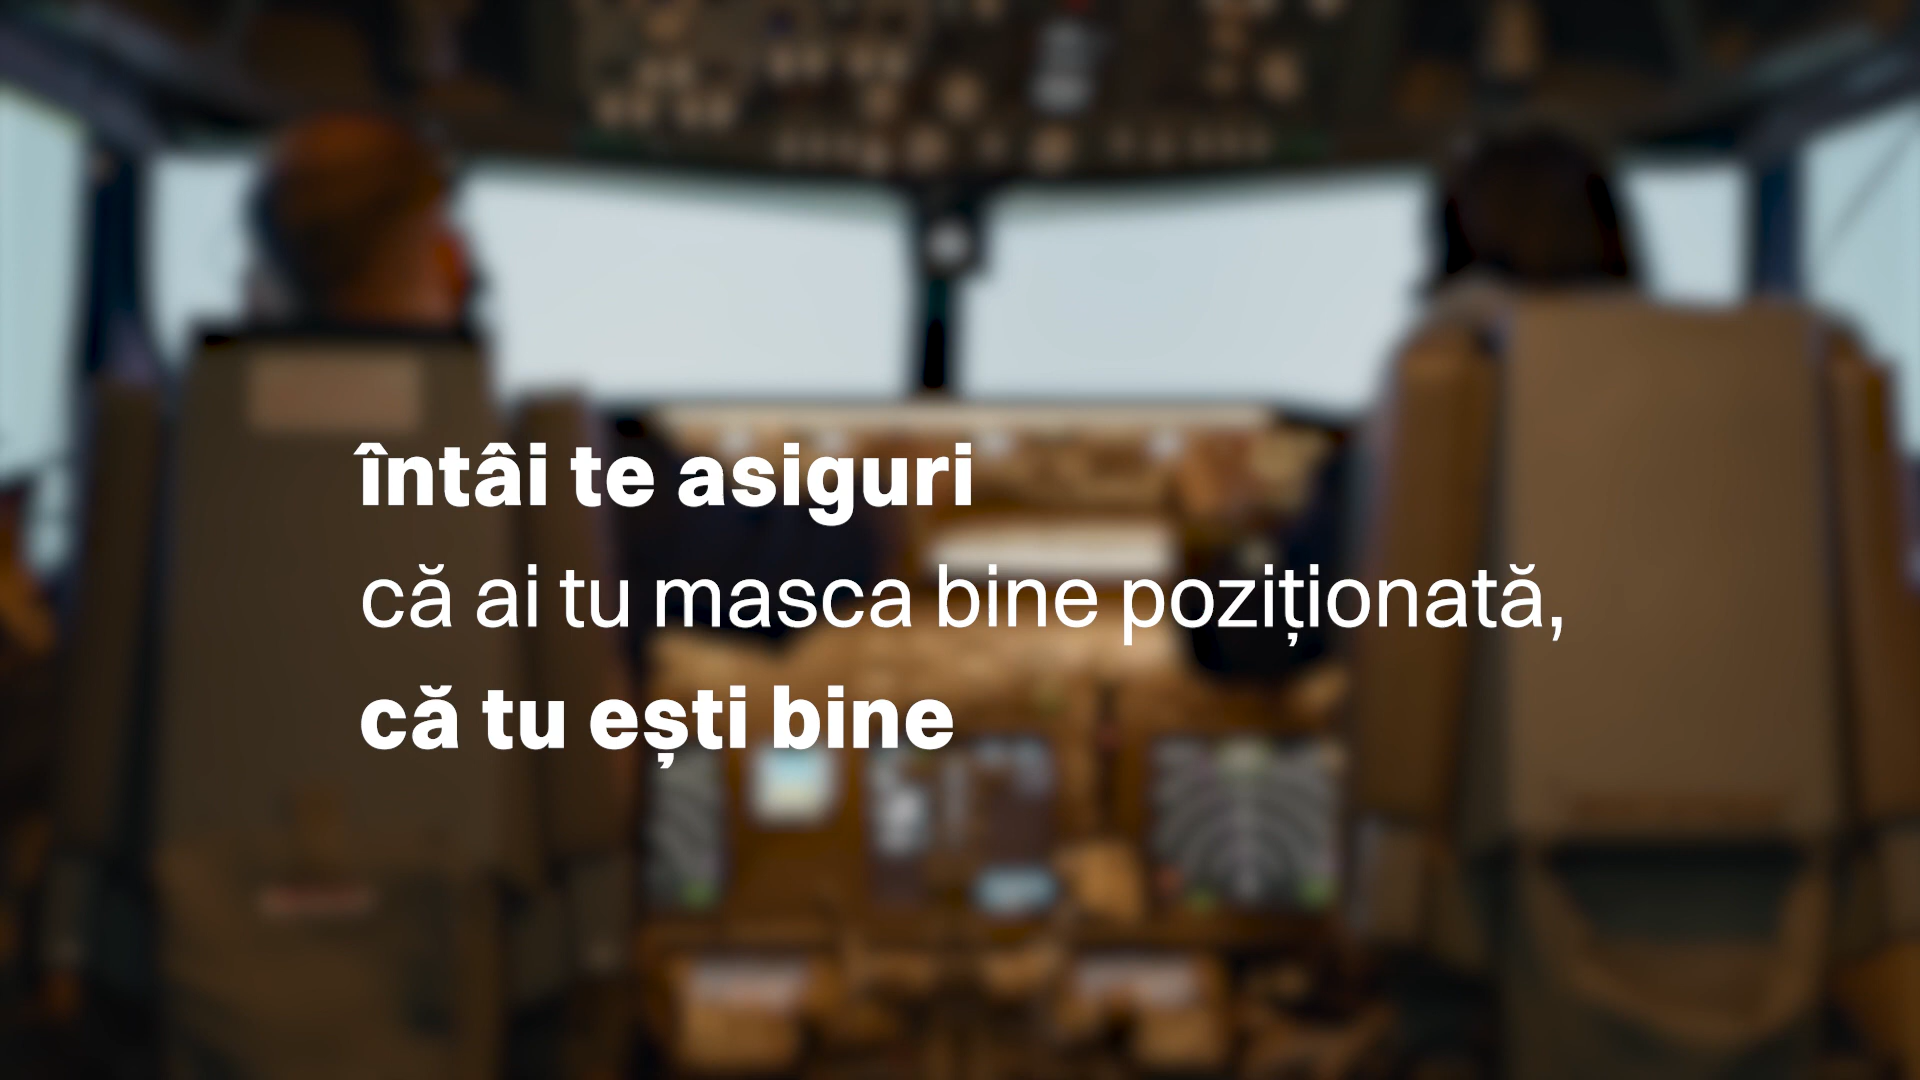 întâi te asiguri
că ai tu masca bine poziționată,
că tu ești bine